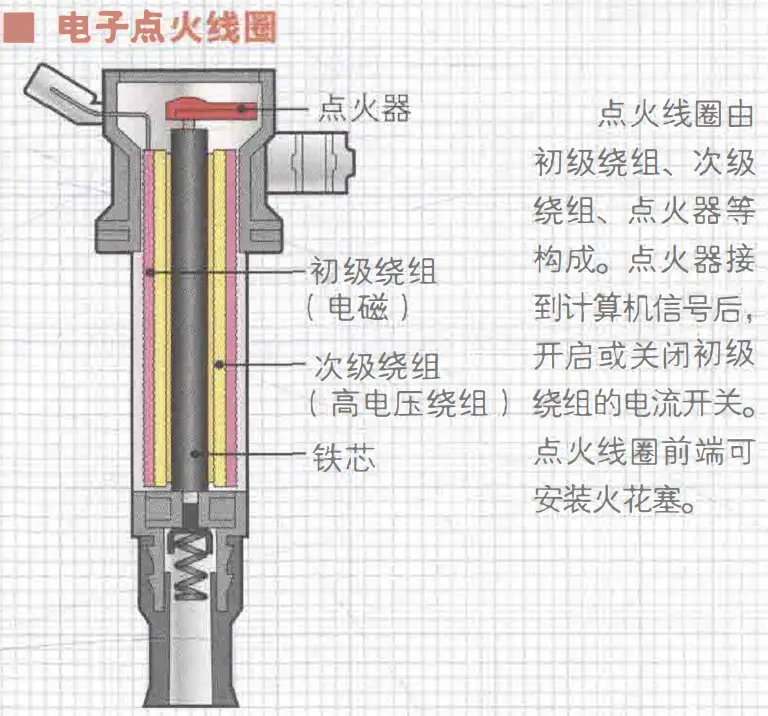 电子点火线圈
点火器
初级绕组
（电磁）
次级绕组
（高电压绕组）
铁芯
点火线圈由
初级绕组、次级
绕组、点火器等
构成。点火器接
到计算机信号后，
开启或关闭初级
绕组的电流开关。
点火线圈前端可
安装火花塞。